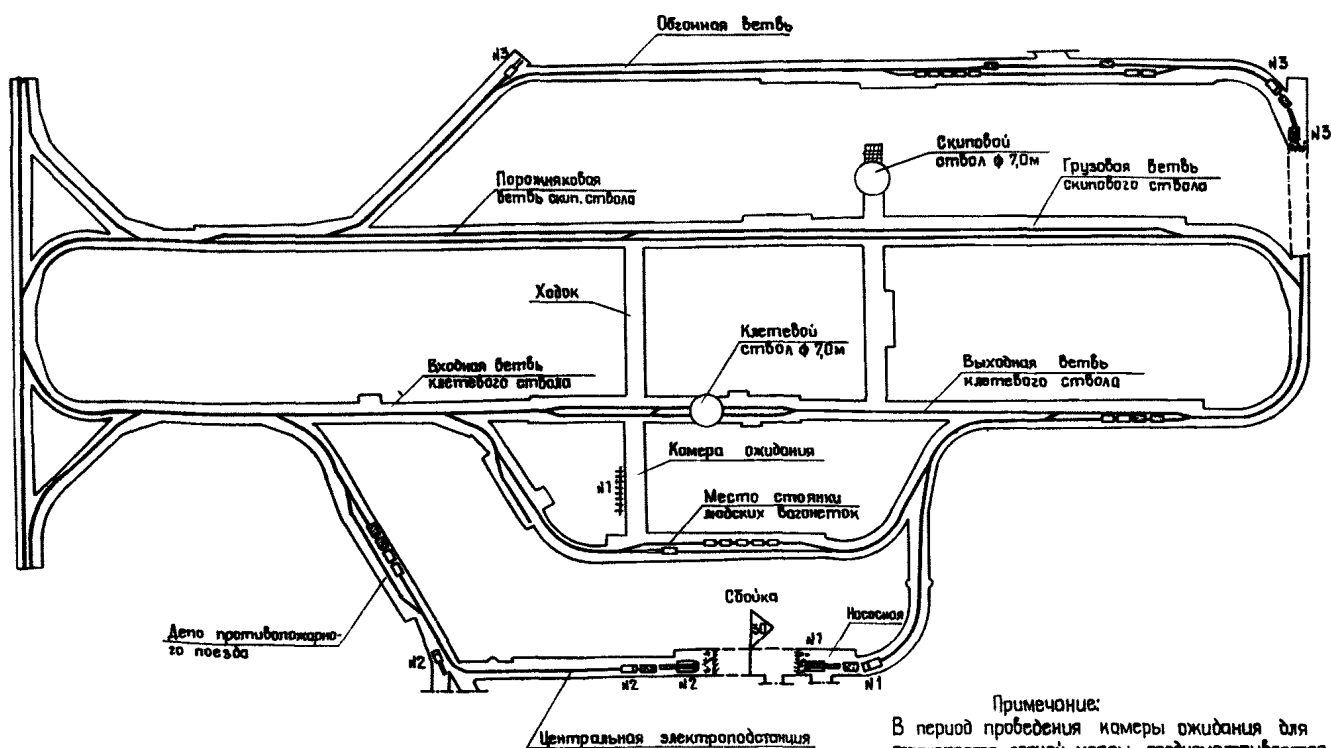 Обгонная ветвь
N3
N3
N3
Скиповой
ствол ф 7,0м
Грузовая ветвь
скипового ствола
Порожняковая
ветвь скип. ствола
Ходок
Клетевой
ствол ф 7,0м
Входная ветвь
клетевого ствола
Выходная ветвь
клетевого ствола
Камера ожидания
N1
Место стоянки
людских вагонеток
Сбойка
30
Насосная
N1
Депо противопожарно-
го поезда
N2
N2
N2
N1
Центральная электроподстанция
Примечание:
В период проведения камеры ожидания для